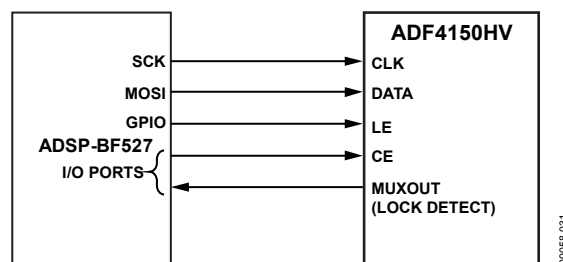 ADF4150HV
SCK
CLK
MOSI
DATA
GPIO
LE
ADSP-BF527
CE
I/O PORTS
MUXOUT
(LOCK DETECT)